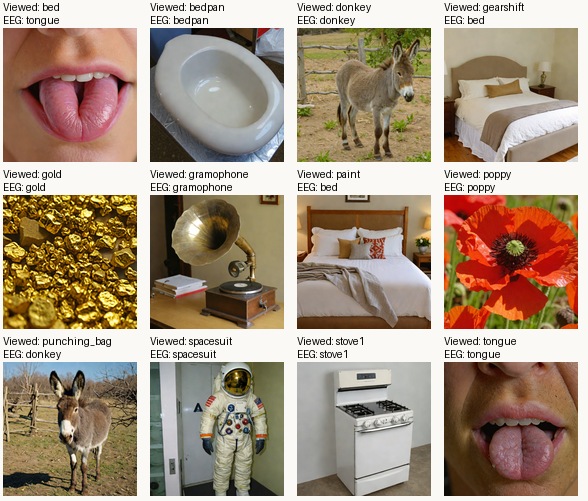 Viewed: bed
EEG: tongue
Viewed: bedpan
EEG: bedpan
Viewed: donkey
EEG: donkey
Viewed: gearshift
EEG: bed
Viewed: gold
EEG: gold
Viewed: gramophone
EEG: gramophone
Viewed: paint
EEG: bed
Viewed: poppy
EEG: poppy
Viewed: punching_bag
EEG: donkey
Viewed: spacesuit
EEG: spacesuit
Viewed: stove1
EEG: stove1
Viewed: tongue
EEG: tongue